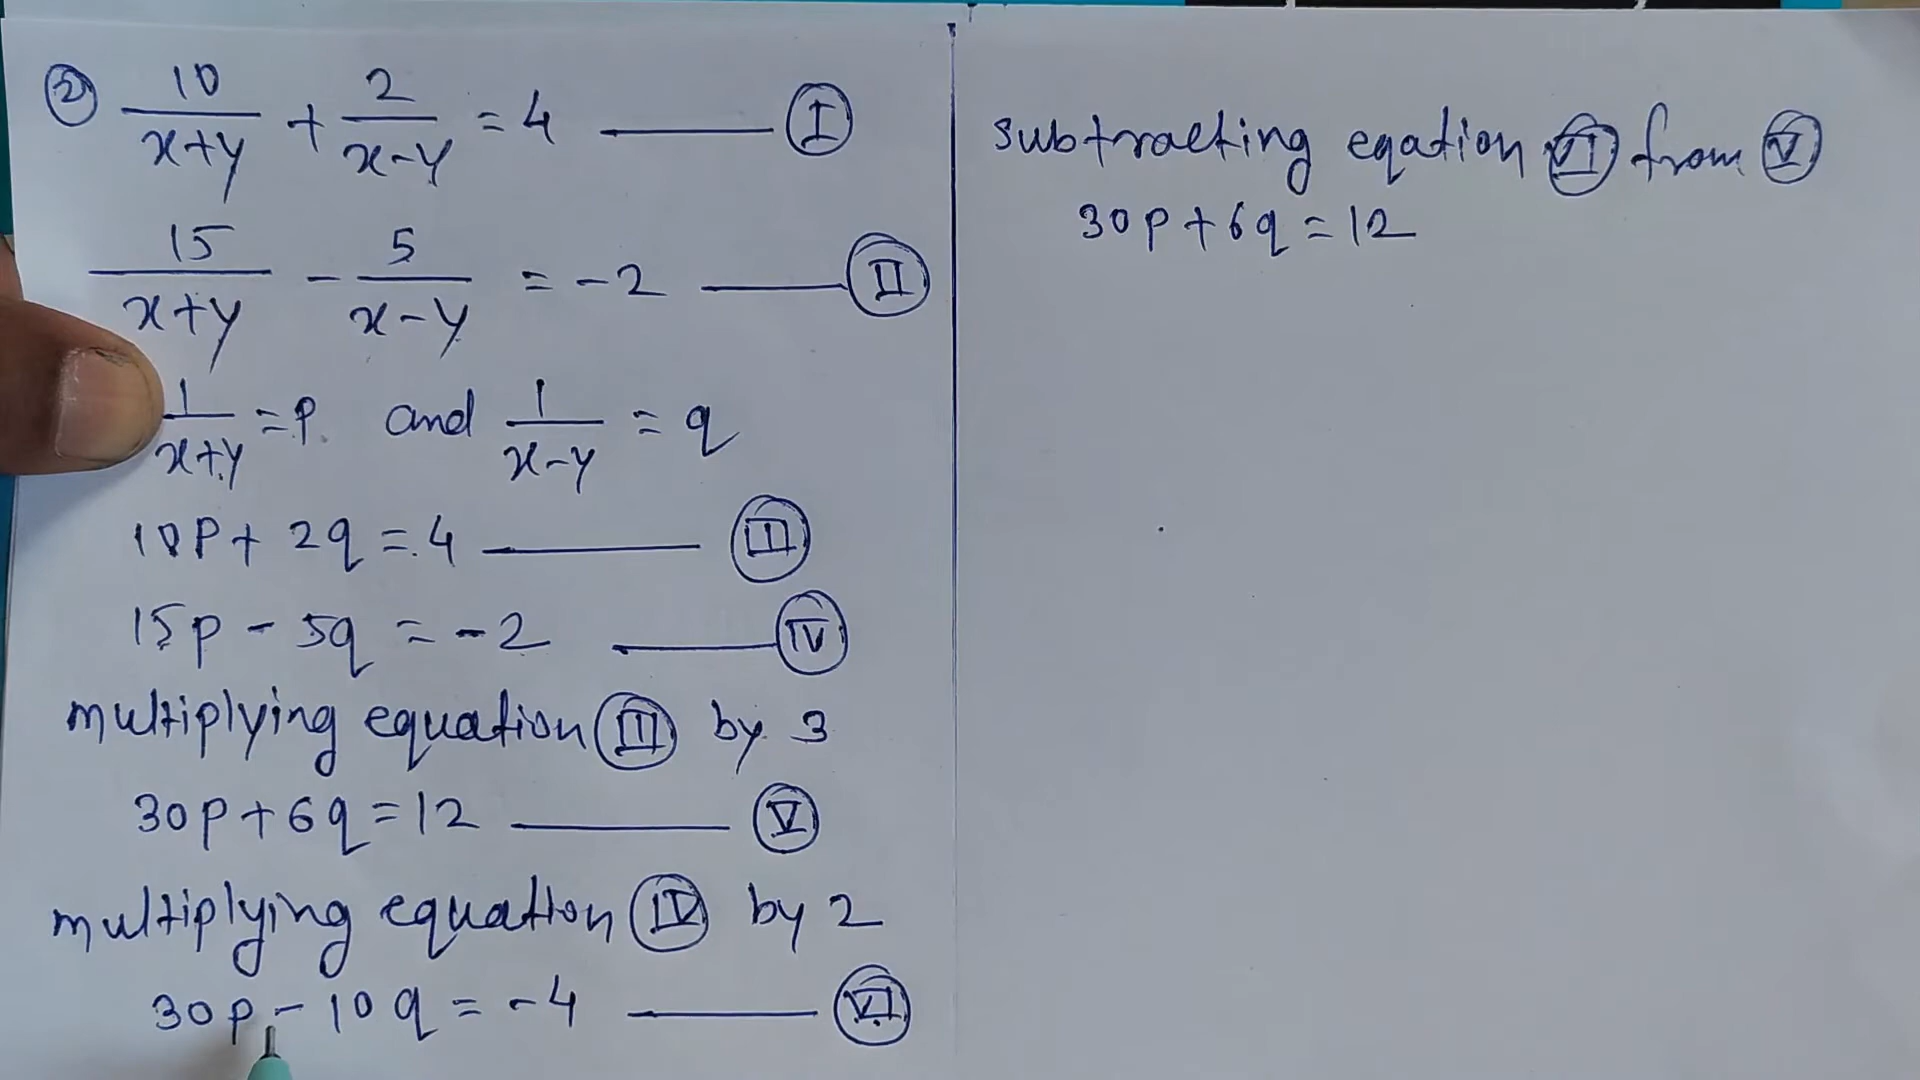 ② 10/(x+y) + 2/(x-y) = 4 —— Ⅰ
15/(x+y) - 5/(x-y) = -2 —— Ⅱ
1/(x+y) = p. and 1/(x-y) = q
10p + 2q = 4 —— Ⅲ
15p - 5q = -2 —— Ⅳ
multiplying equation Ⅲ by 3
30p + 6q = 12 —— Ⅴ
multiplying equation Ⅳ by 2
30p - 10q = -4 —— Ⅵ
subtracting eqation Ⅵ from Ⅴ
30p + 6q = 12